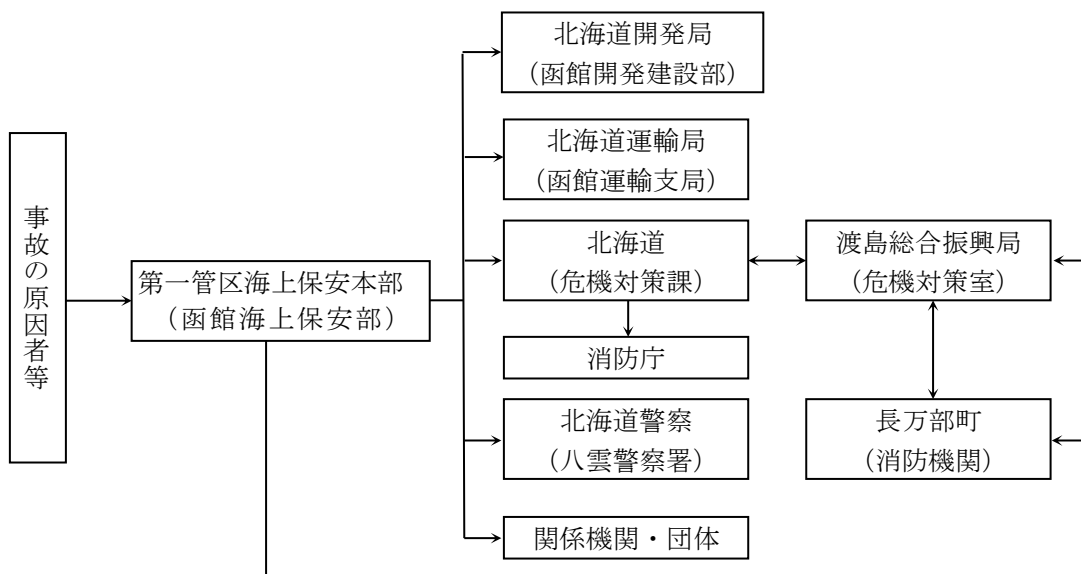 事故の原因者等
第一管区海上保安本部
（函館海上保安部）
北海道開発局
（函館開発建設部）
北海道運輸局
（函館運輸支局）
北海道
（危機対策課）
消防庁
北海道警察
（八雲警察署）
関係機関・団体
渡島総合振興局
（危機対策室）
長万部町
（消防機関）